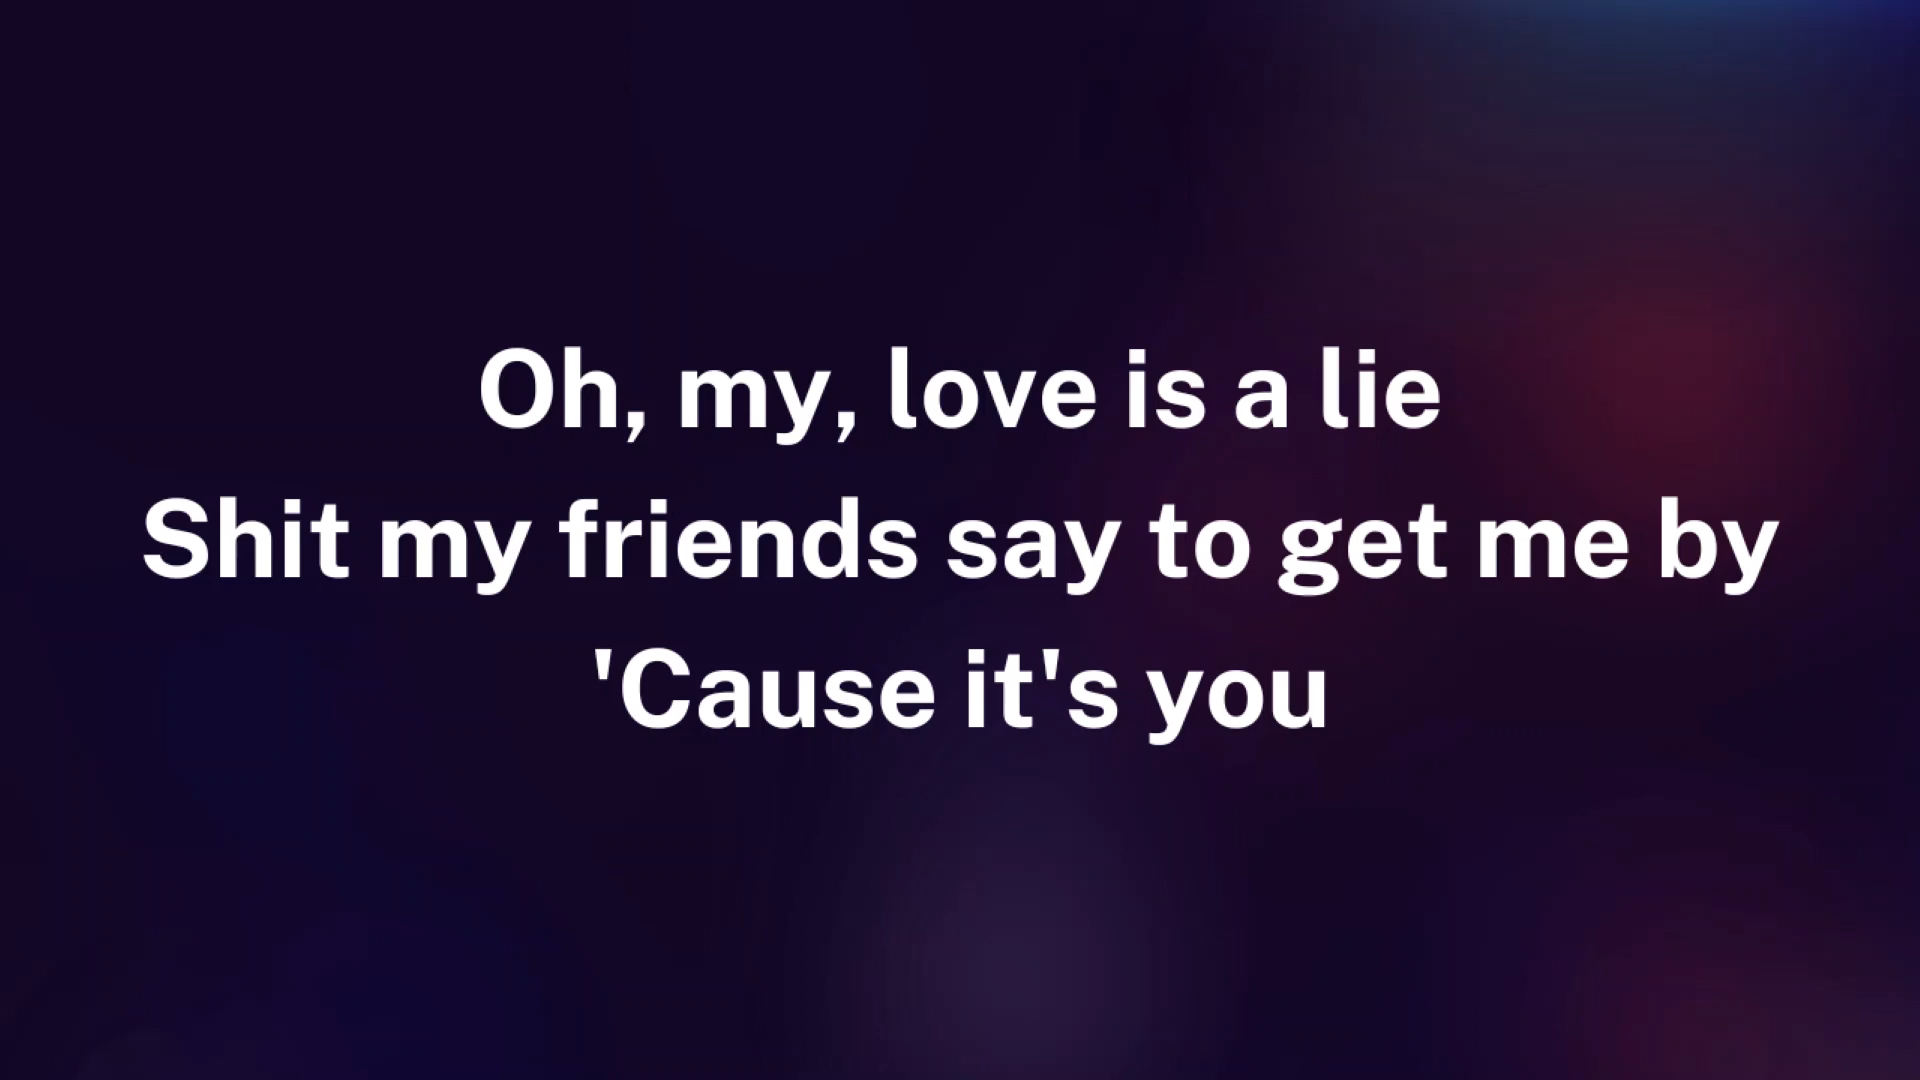 Oh, my, love is a lie
Shit my friends say to get me by
'Cause it's you